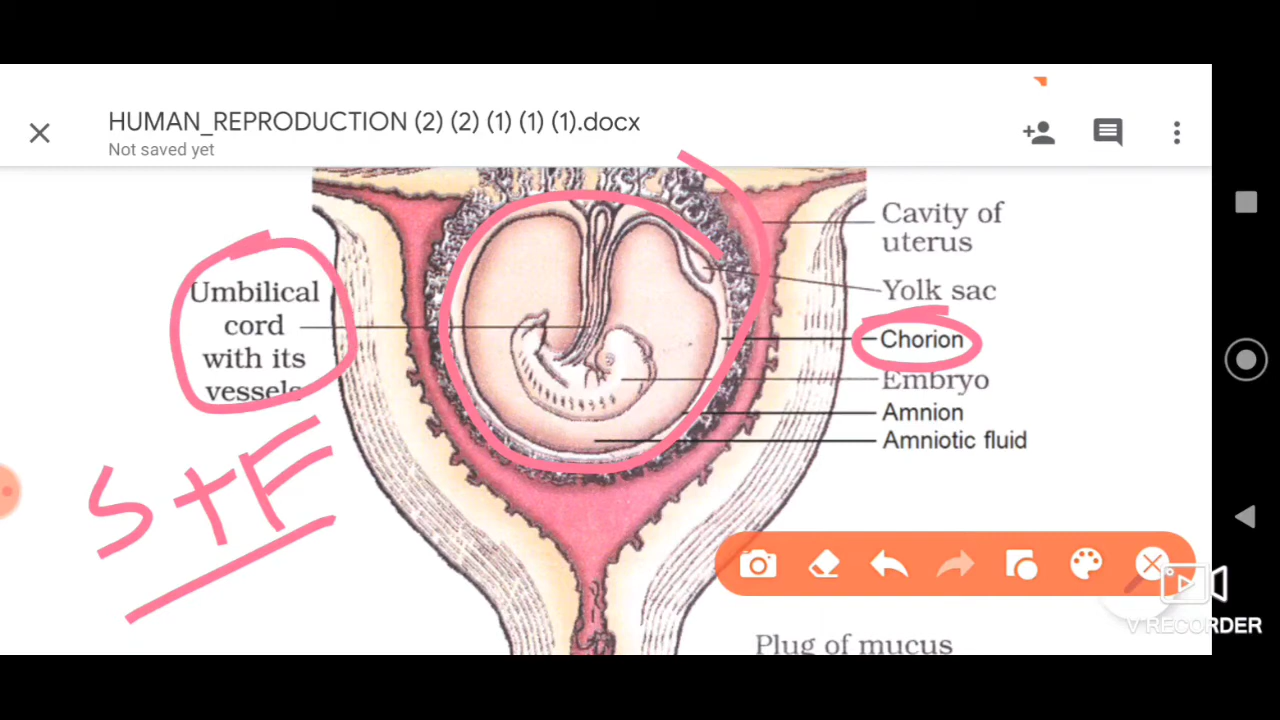 HUMAN_REPRODUCTION (2) (2) (1) (1) (1).docx
Not saved yet
Cavity of
uterus
Umbilical
cord
with its
vessels
Yolk sac
Chorion
Embryo
Amnion
Amniotic fluid
S+F
Plug of mucus
V RECORDER